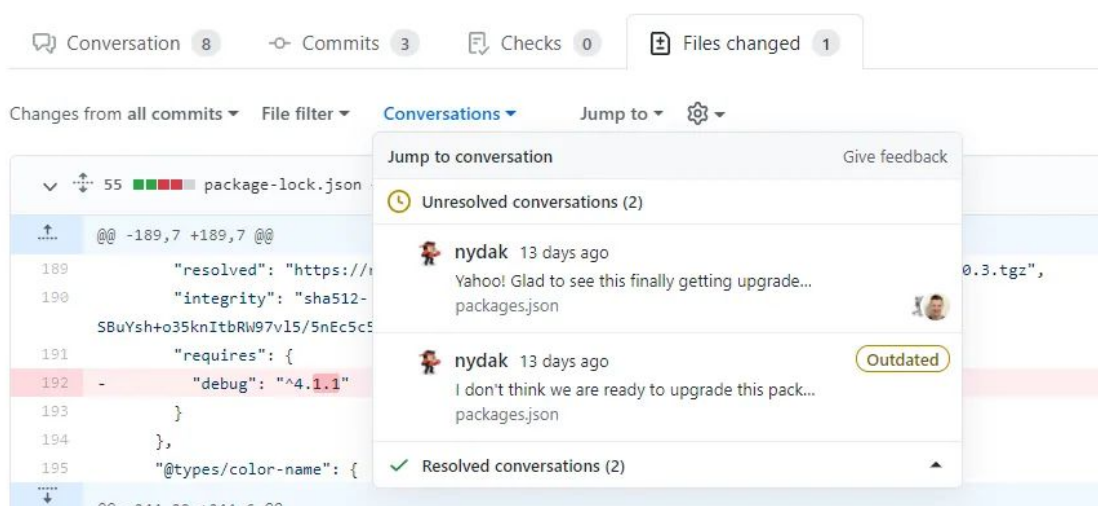 Conversation 8 Commits 3 Checks 0 Files changed 1
Changes from all commits File filter Conversations Jump to
Jump to conversation Give feedback
55 package-lock.json
Unresolved conversations (2)
@@ -189,7 +189,7 @@
nydak 13 days ago
189 "resolved": "https://r 0.3.tgz",
Yahoo! Glad to see this finally getting upgrade...
190 "integrity": "sha512-
packages.json
SBuYsh+o35knItbRW97vl5/5nEc5c5
191 "requires": {
nydak 13 days ago Outdated
192 - "debug": "^4.1.1"
I don't think we are ready to upgrade this pack...
193 }
packages.json
194 },
195 "@types/color-name": {
Resolved conversations (2)